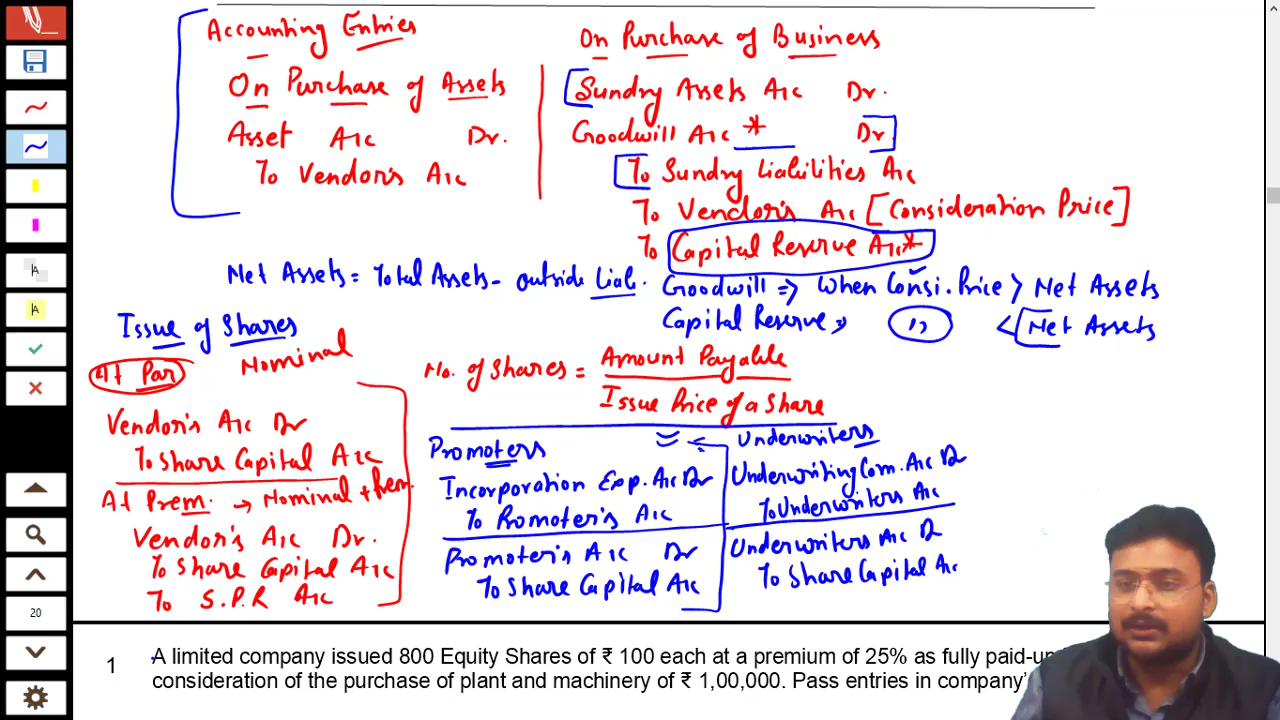 Accounting Entries
On Purchase of Assets
Asset A/c Dr.
To Vendor's A/c
On Purchase of Business
Sundry Assets A/c Dr.
Goodwill A/c * Dr
To Sundry Liabilities A/c
To Vendor's A/c [Consideration Price]
To Capital Reserve A/c*
Net Assets = Total Assets - outside Liab.
Goodwill => When Consi. Price > Net Assets
Capital Reserve => " < Net Assets
Issue of Shares
At Par Nominal
Vendor's A/c Dr
To Share Capital A/c
At Prem. → Nominal + Prem.
Vendor's A/c Dr.
To Share Capital A/c
To S.P.R A/c
No. of Shares = Amount Payable
Issue Price of a Share
Promoters
Incorporation Exp. A/c Dr
To Promoter's A/c
Promoter's A/c Dr
To Share Capital A/c
Underwriters
Underwriting Com. A/c Dr
To Underwriters A/c
Underwriters A/c Dr
To Share Capital A/c
20
1 A limited company issued 800 Equity Shares of ₹ 100 each at a premium of 25% as fully paid-u
consideration of the purchase of plant and machinery of ₹ 1,00,000. Pass entries in company'